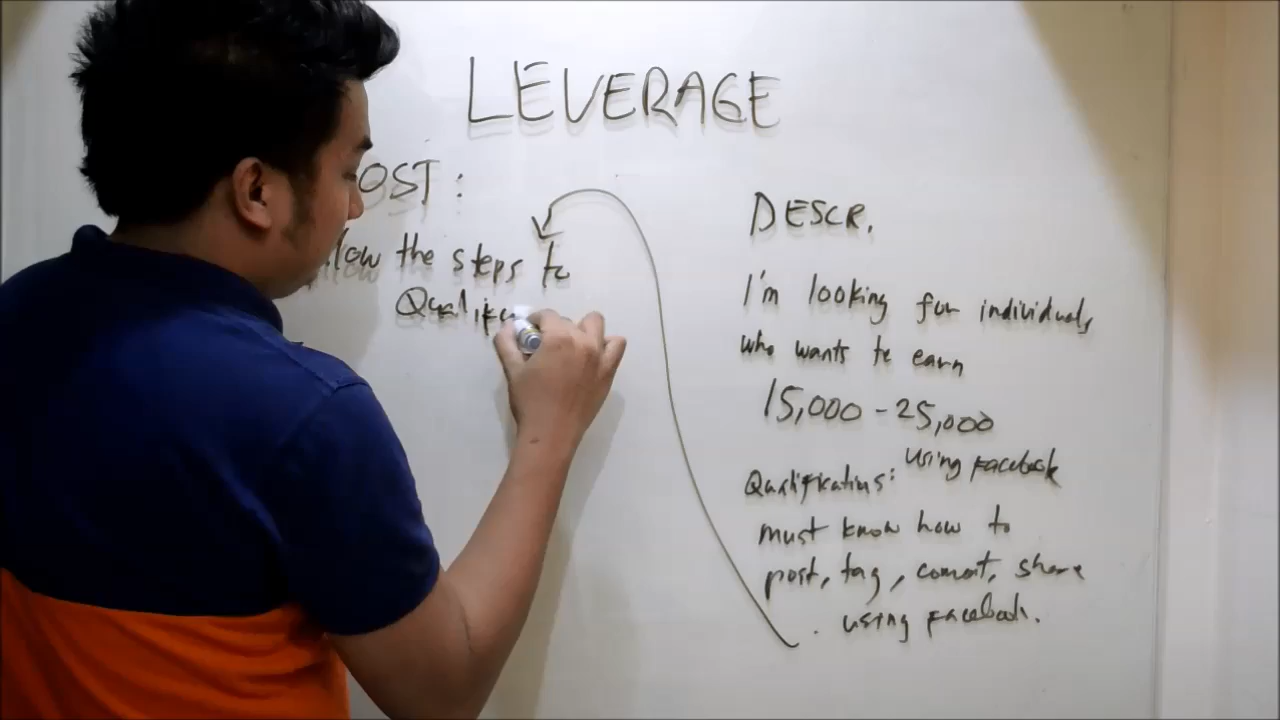 LEVERAGE
OST:
low the steps to
DESCR.
I'm looking for individuals
who wants to earn
15,000 - 25,000
using facebook
Qualifications:
must know how to
post, tag, comment, share
using facebook.